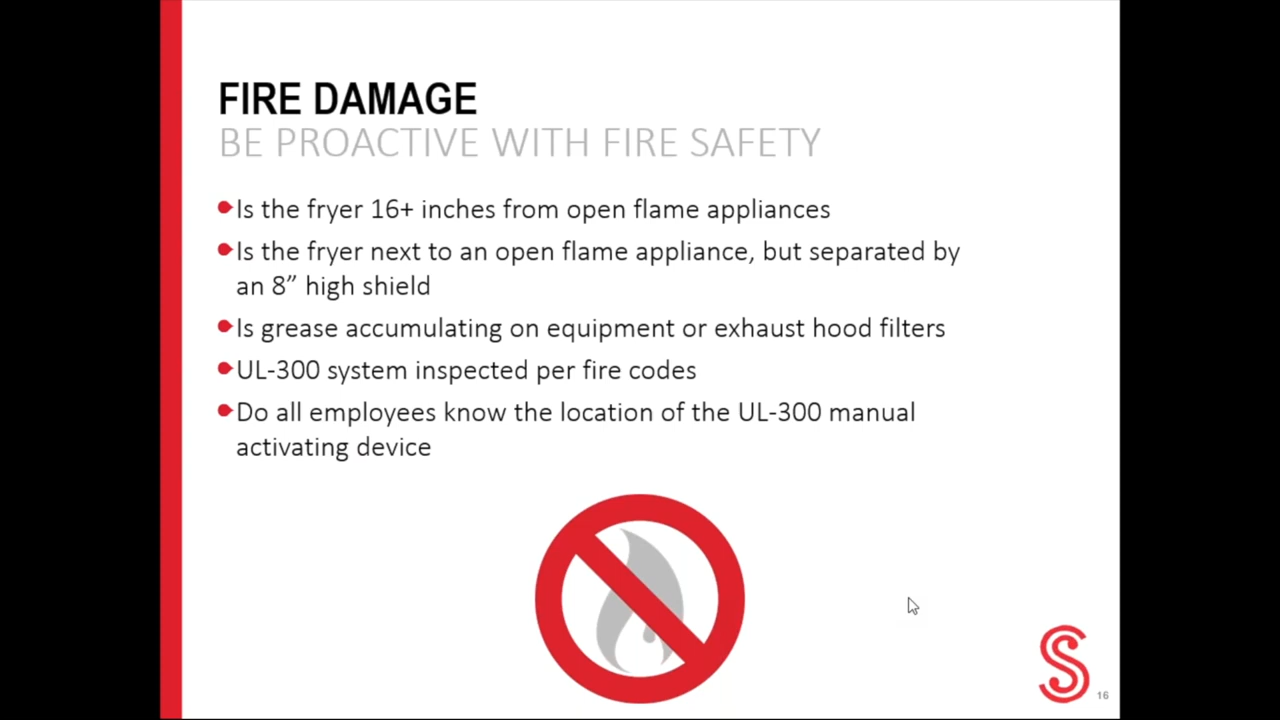 FIRE DAMAGE
BE PROACTIVE WITH FIRE SAFETY
Is the fryer 16+ inches from open flame appliances
Is the fryer next to an open flame appliance, but separated by
an 8” high shield
Is grease accumulating on equipment or exhaust hood filters
UL-300 system inspected per fire codes
Do all employees know the location of the UL-300 manual
activating device
S
16